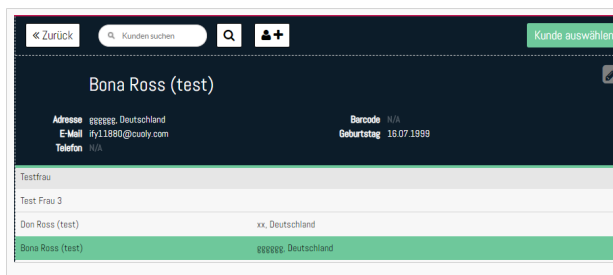 « Zurück Kunden suchen Kunde auswählen
Bona Ross (test)
Adresse gggggg, Deutschland Barcode N/A
E-Mail ify11880@cuoly.com Geburtstag 16.07.1999
Telefon N/A
Testfrau
Test Frau 3
Don Ross (test) xx, Deutschland
Bona Ross (test) gggggg, Deutschland